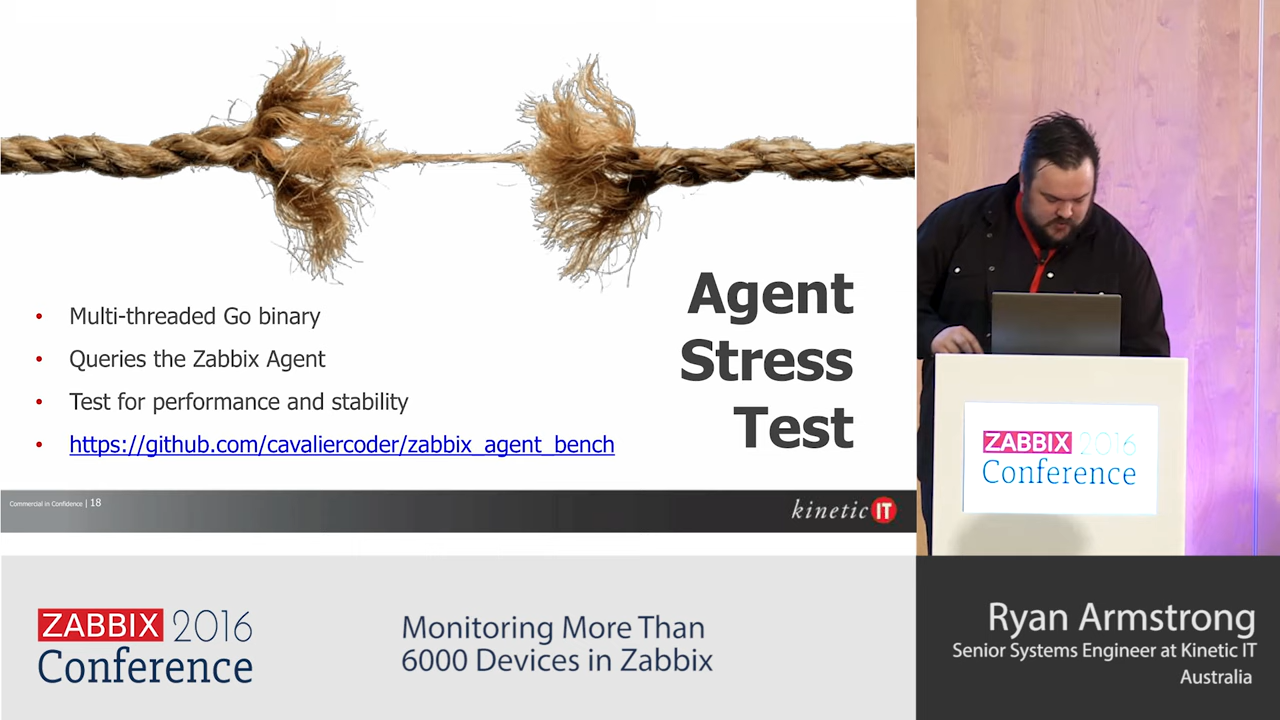 Agent
Stress
Test
• Multi-threaded Go binary
• Queries the Zabbix Agent
• Test for performance and stability
• https://github.com/cavaliercoder/zabbix_agent_bench
Commercial in Confidence | 18
kinetic IT
ZABBIX 2016
Conference
ZABBIX 2016
Conference
Monitoring More Than
6000 Devices in Zabbix
Ryan Armstrong
Senior Systems Engineer at Kinetic IT
Australia